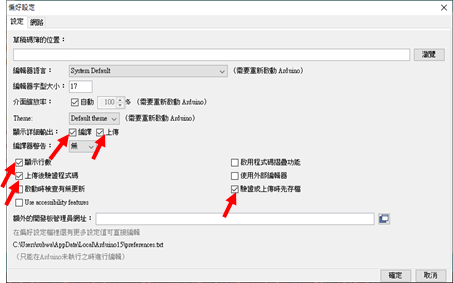 偏好設定
設定 網路
草稿碼簿的位置：
瀏覽
編輯器語言： System Default (需要重新啟動 Arduino)
編輯器字型大小： 17
介面縮放率： 自動 100 % (需要重新啟動 Arduino)
Theme: Default theme (需要重新啟動 Arduino)
顯示詳細輸出： 編譯 上傳
編譯器警告： 無
顯示行數 啟用程式碼摺疊功能
上傳後驗證程式碼 使用外部編輯器
啟動時檢查有無更新 驗證或上傳時先存檔
Use accessibility features
額外的開發板管理員網址：
在偏好設定檔裡還有更多設定值可直接編輯
C:\Users\subwe\AppData\Local\Arduino15\preferences.txt
(只能在Arduino未執行之時進行編輯)
確定 取消